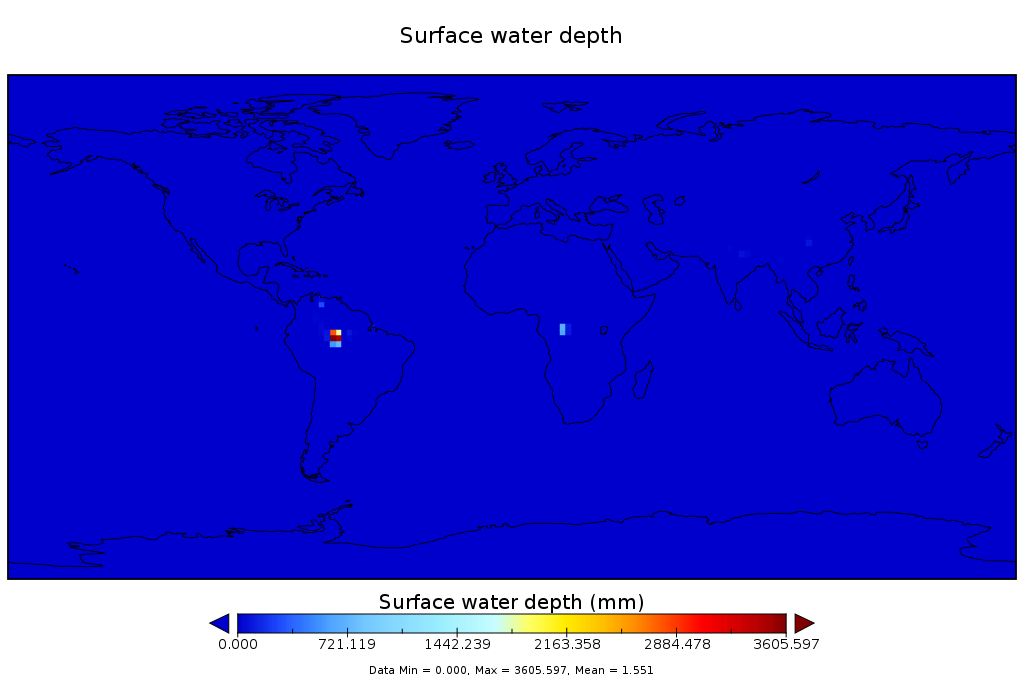 Surface water depth
Surface water depth (mm)
0.000 721.119 1442.239 2163.358 2884.478 3605.597
Data Min = 0.000, Max = 3605.597, Mean = 1.551